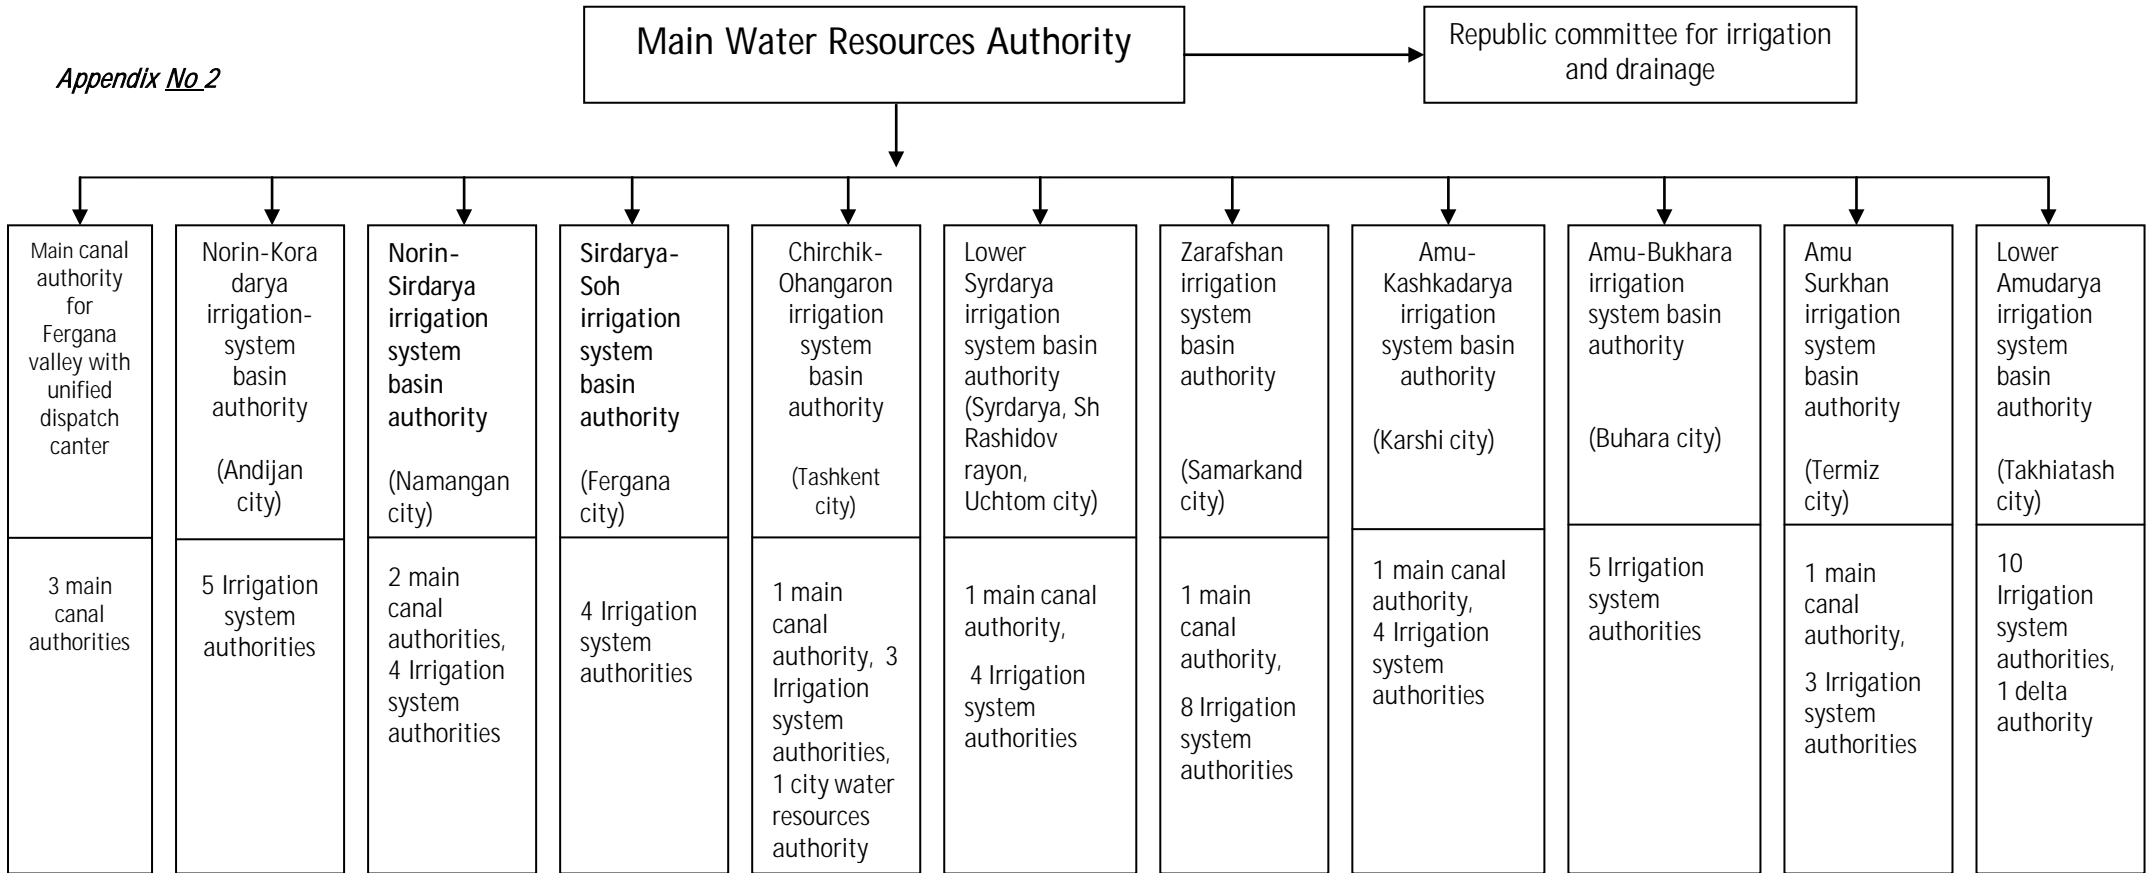 Main Water Resources Authority
Republic committee for irrigation
and drainage
Appendix No 2
Main canal
authority
for
Fergana
valley with
unified
dispatch
canter
Norin-Kora
darya
irrigation-
system
basin
authority
(Andijan
city)
Norin-
Sirdarya
irrigation
system
basin
authority
(Namangan
city)
Sirdarya-
Soh
irrigation
system
basin
authority
(Fergana
city)
Chirchik-
Ohangaron
irrigation
system
basin
authority
(Tashkent
city)
Lower
Syrdarya
irrigation
system basin
authority
(Syrdarya, Sh
Rashidov
rayon,
Uchtom city)
Zarafshan
irrigation
system
basin
authority
(Samarkand
city)
Amu-
Kashkadarya
irrigation
system basin
authority
(Karshi city)
Amu-Bukhara
irrigation
system basin
authority
(Buhara city)
Amu
Surkhan
irrigation
system
basin
authority
(Termiz
city)
Lower
Amudarya
irrigation
system
basin
authority
(Takhiatash
city)
3 main
canal
authorities
5 Irrigation
system
authorities
2 main
canal
authorities,
4 Irrigation
system
authorities
4 Irrigation
system
authorities
1 main
canal
authority, 3
Irrigation
system
authorities,
1 city water
resources
authority
1 main canal
authority,
4 Irrigation
system
authorities
1 main
canal
authority,
8 Irrigation
system
authorities
1 main canal
authority,
4 Irrigation
system
authorities
5 Irrigation
system
authorities
1 main
canal
authority,
3 Irrigation
system
authorities
10
Irrigation
system
authorities,
1 delta
authority